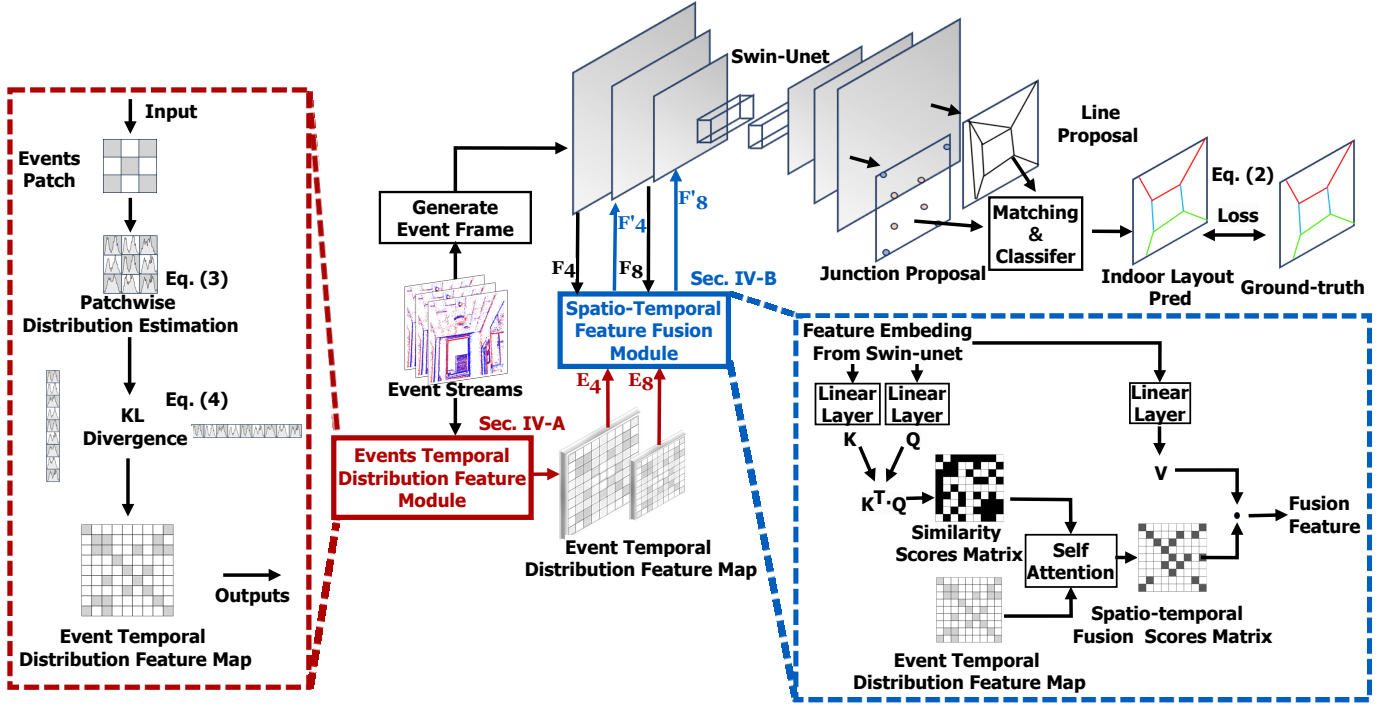 Input
Events
Patch
Eq. (3)
Patchwise
Distribution Estimation
Eq. (4)
KL
Divergence
Outputs
Event Temporal
Distribution Feature Map
Generate
Event Frame
Event Streams
Sec. IV-A
Events Temporal
Distribution Feature
Module
Swin-Unet
F4
F'4
F8
F'8
Sec. IV-B
Spatio-Temporal
Feature Fusion
Module
E4
E8
Event Temporal
Distribution Feature Map
Line
Proposal
Junction Proposal
Matching
&
Classifer
Eq. (2)
Loss
Indoor Layout
Pred
Ground-truth
Feature Embeding
From Swin-unet
Linear
Layer
Linear
Layer
Linear
Layer
K
Q
V
K^T·Q
Similarity
Scores Matrix
Self
Attention
Event Temporal
Distribution Feature Map
Spatio-temporal
Fusion Scores Matrix
Fusion
Feature